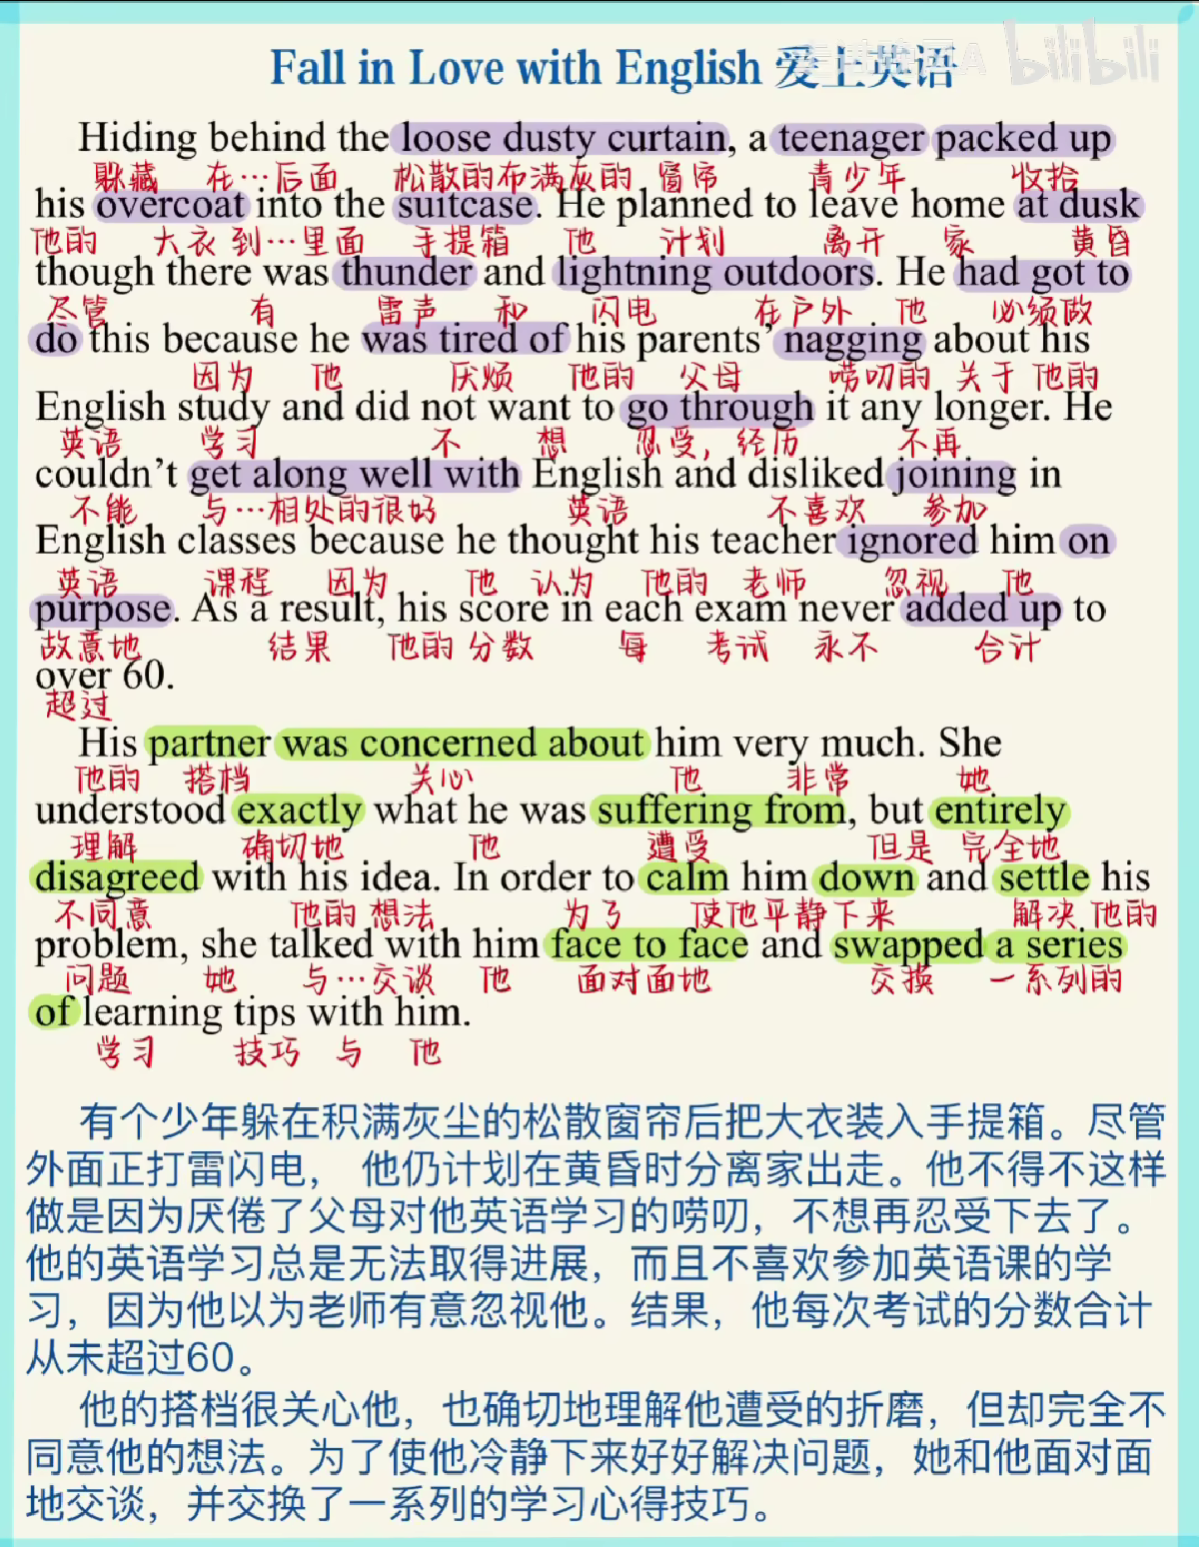 Fall in Love with English 爱上英语
bilibili
Hiding behind the loose dusty curtain, a teenager packed up
躲藏 在…后面 松散的布满灰的 窗帘 青少年 收拾
his overcoat into the suitcase. He planned to leave home at dusk
他的 大衣 到…里面 手提箱 他 计划 离开 家 黄昏
though there was thunder and lightning outdoors. He had got to
尽管 有 雷声 和 闪电 在户外 他 必须做
do this because he was tired of his parents’ nagging about his
因为 他 厌烦 他的 父母 唠叨的 关于 他的
English study and did not want to go through it any longer. He
英语 学习 不 想 忍受，经历 不再
couldn’t get along well with English and disliked joining in
不能 与…相处的很好 英语 不喜欢 参加
English classes because he thought his teacher ignored him on
英语 课程 因为 他 认为 他的 老师 忽视 他
purpose. As a result, his score in each exam never added up to
故意地 结果 他的 分数 每 考试 永不 合计
over 60.
超过
His partner was concerned about him very much. She
他的 搭档 关心 他 非常 她
understood exactly what he was suffering from, but entirely
理解 确切地 他 遭受 但是 完全地
disagreed with his idea. In order to calm him down and settle his
不同意 他的 想法 为了 使他平静下来 解决 他的
problem, she talked with him face to face and swapped a series
问题 她 与…交谈 他 面对面地 交换 一系列的
of learning tips with him.
学习 技巧 与 他
有个少年躲在积满灰尘的松散窗帘后把大衣装入手提箱。尽管
外面正打雷闪电， 他仍计划在黄昏时分离家出走。他不得不这样
做是因为厌倦了父母对他英语学习的唠叨，不想再忍受下去了。
他的英语学习总是无法取得进展，而且不喜欢参加英语课的学
习，因为他以为老师有意忽视他。结果，他每次考试的分数合计
从未超过60。
他的搭档很关心他，也确切地理解他遭受的折磨，但却完全不
同意他的想法。为了使他冷静下来好好解决问题，她和他面对面
地交谈，并交换了一系列的学习心得技巧。